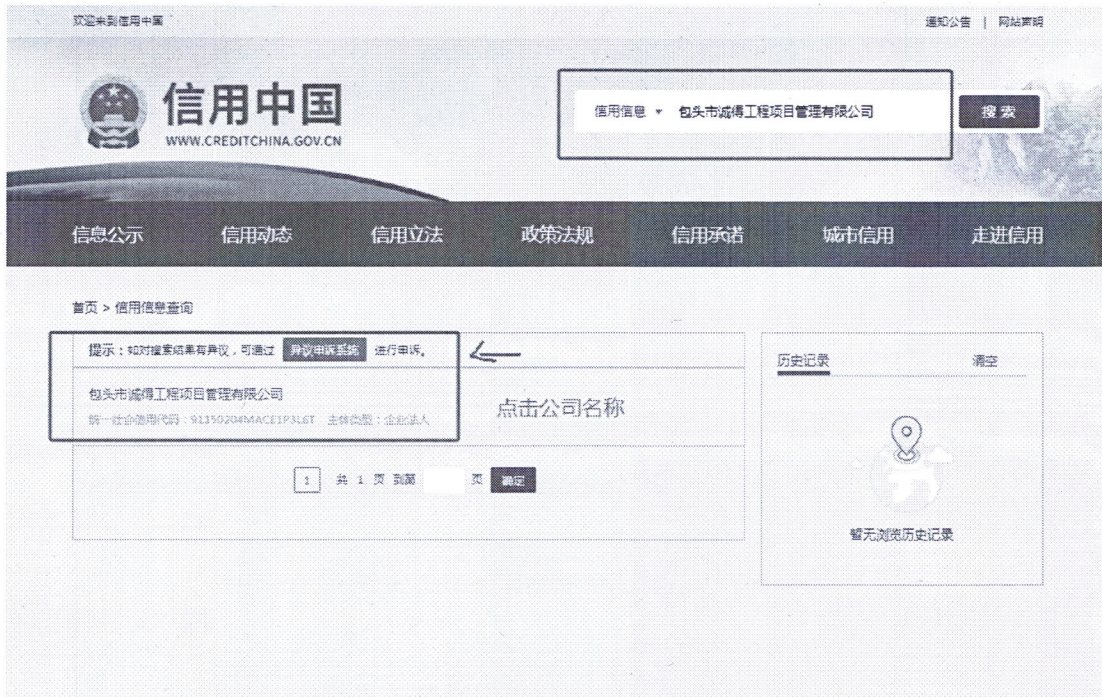 欢迎来到信用中国
通知公告 | 网站声明
信用中国
WWW.CREDITCHINA.GOV.CN
信用信息 包头市诚得工程项目管理有限公司 搜索
信息公示 信用动态 信用立法 政策法规 信用承诺 城市信用 走进信用
首页 > 信用信息查询
提示：如对搜索结果有异议，可通过 异议申诉系统 进行申诉。
包头市诚得工程项目管理有限公司
统一社会信用代码：91150204MACE1P3L6T 主体类型：企业法人
点击公司名称
1 共 1 页 到第 页 确定
历史记录 清空
暂无浏览历史记录